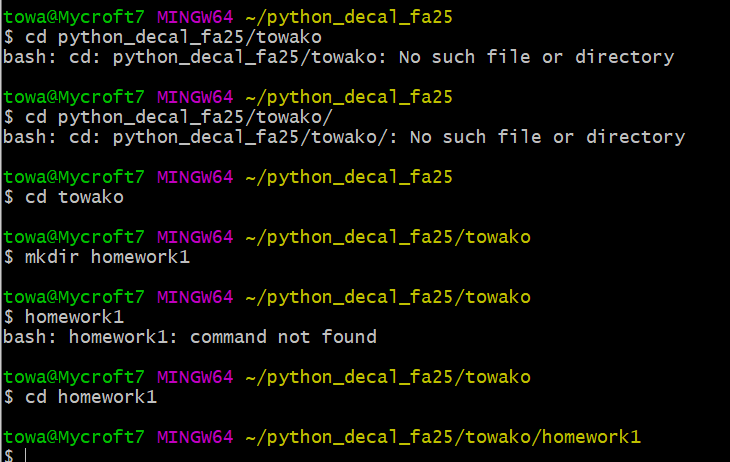 towa@Mycroft7 MINGW64 ~/python_decal_fa25
$ cd python_decal_fa25/towako
bash: cd: python_decal_fa25/towako: No such file or directory
towa@Mycroft7 MINGW64 ~/python_decal_fa25
$ cd python_decal_fa25/towako/
bash: cd: python_decal_fa25/towako/: No such file or directory
towa@Mycroft7 MINGW64 ~/python_decal_fa25
$ cd towako
towa@Mycroft7 MINGW64 ~/python_decal_fa25/towako
$ mkdir homework1
towa@Mycroft7 MINGW64 ~/python_decal_fa25/towako
$ homework1
bash: homework1: command not found
towa@Mycroft7 MINGW64 ~/python_decal_fa25/towako
$ cd homework1
towa@Mycroft7 MINGW64 ~/python_decal_fa25/towako/homework1
$